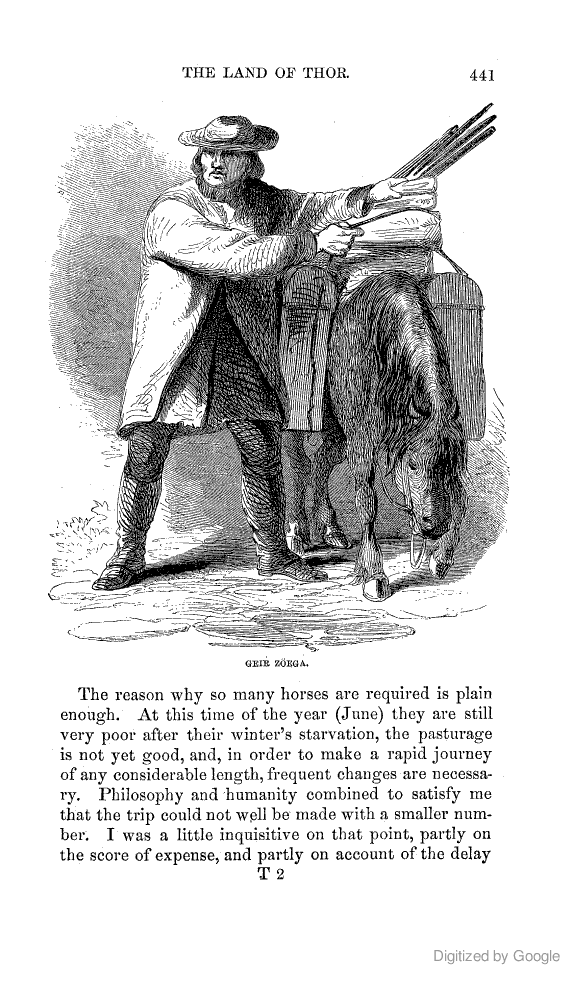 THE LAND OF THOR.
441
GEIR ZÖEGA.
The reason why so many horses are required is plain
enough. At this time of the year (June) they are still
very poor after their winter's starvation, the pasturage
is not yet good, and, in order to make a rapid journey
of any considerable length, frequent changes are necessa-
ry. Philosophy and humanity combined to satisfy me
that the trip could not well be made with a smaller num-
ber. I was a little inquisitive on that point, partly on
the score of expense, and partly on account of the delay
T 2
Digitized by Google